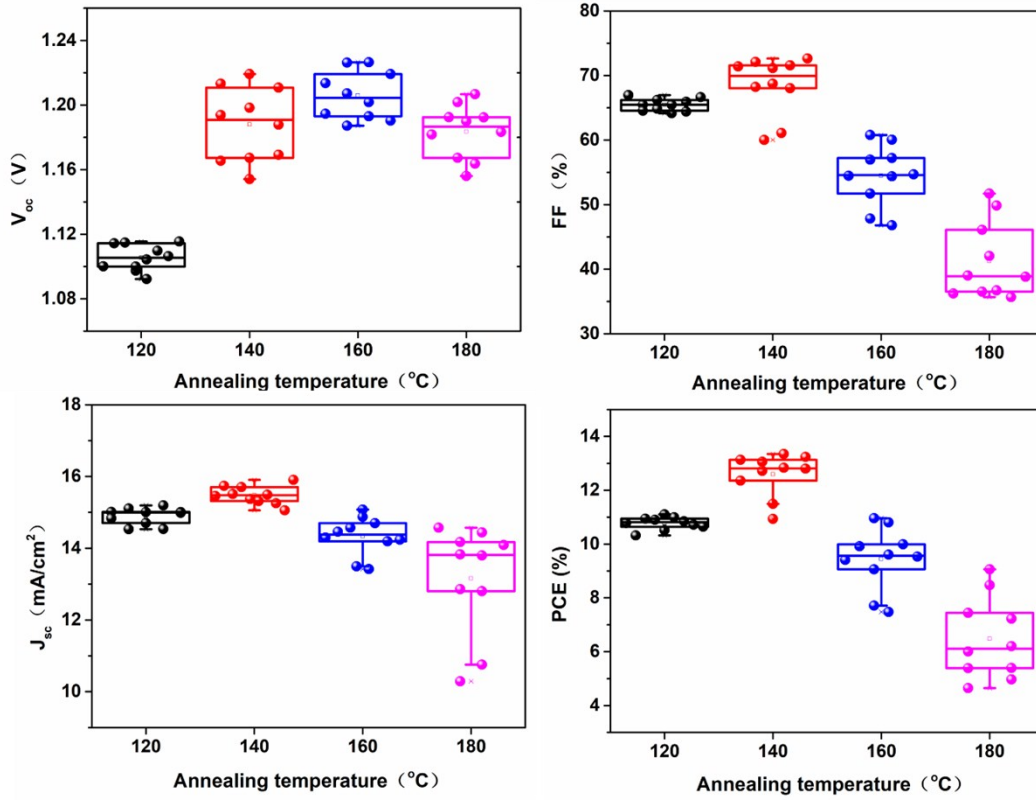 V_oc（V）
1.24
1.20
1.16
1.12
1.08
120 140 160 180
Annealing temperature（°C）
FF（%）
80
70
60
50
40
30
120 140 160 180
Annealing temperature（°C）
J_sc（mA/cm²）
18
16
14
12
10
120 140 160 180
Annealing temperature（°C）
PCE (%)
14
12
10
8
6
4
120 140 160 180
Annealing temperature（°C）